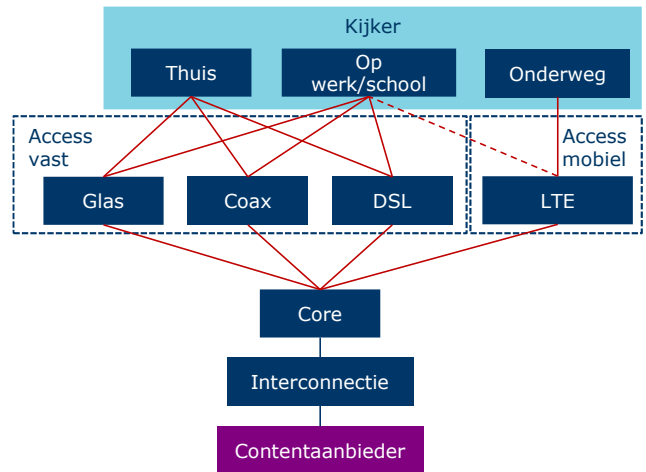 Kijker
Thuis
Op
werk/school
Onderweg
Access
vast
Access
mobiel
Glas
Coax
DSL
LTE
Core
Interconnectie
Contentaanbieder